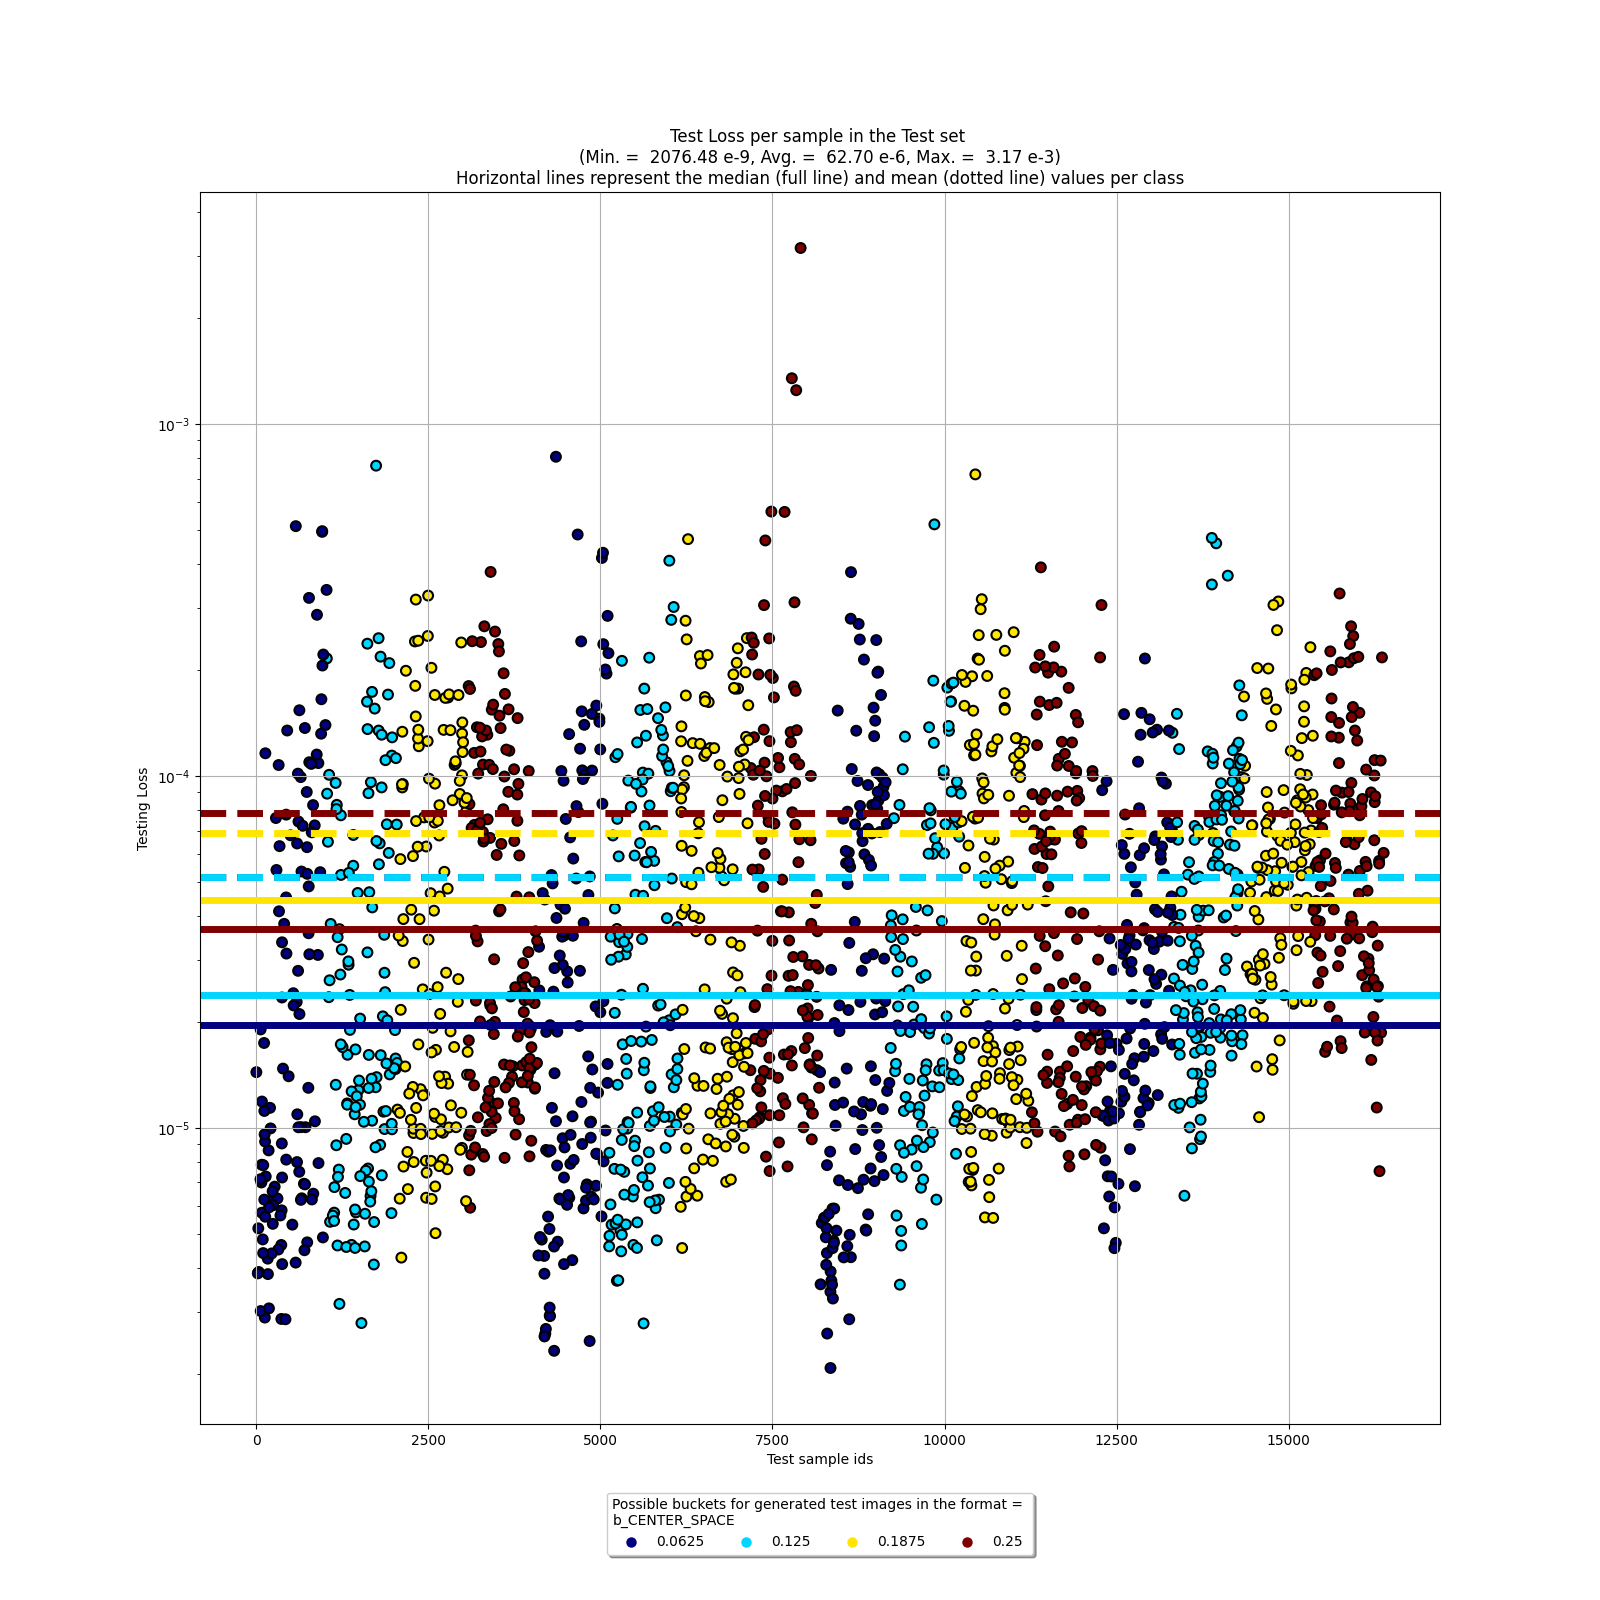 Test Loss per sample in the Test set
(Min. = 2076.48 e-9, Avg. = 62.70 e-6, Max. = 3.17 e-3)
Horizontal lines represent the median (full line) and mean (dotted line) values per class
Testing Loss
10⁻³
10⁻⁴
10⁻⁵
0 2500 5000 7500 10000 12500 15000
Test sample ids
Possible buckets for generated test images in the format =
b_CENTER_SPACE
0.0625 0.125 0.1875 0.25